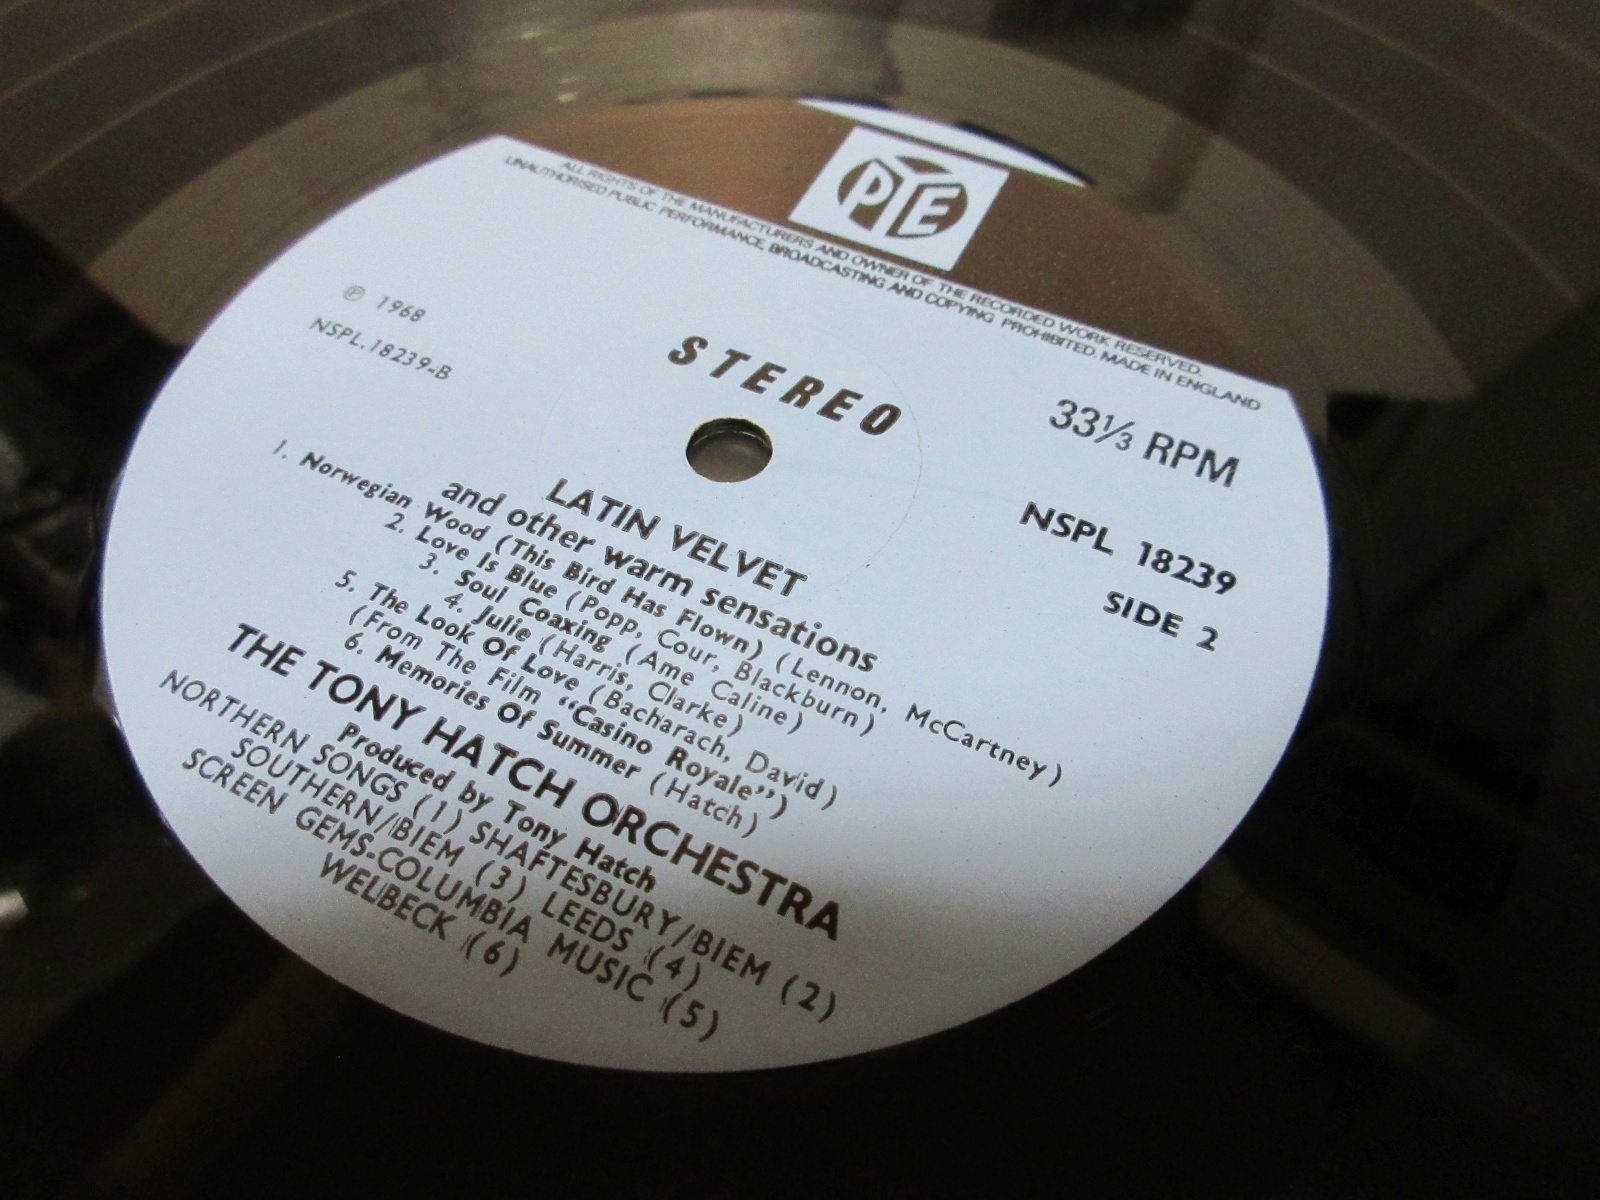 PYE
ALL RIGHTS OF THE MANUFACTURERS AND OWNER OF THE RECORDED WORK RESERVED.
UNAUTHORISED PUBLIC PERFORMANCE, BROADCASTING AND COPYING PROHIBITED. MADE IN ENGLAND
℗ 1968
NSPL.18239-B
STEREO
33⅓ RPM
NSPL 18239
SIDE 2
LATIN VELVET
and other warm sensations
1. Norwegian Wood (This Bird Has Flown) (Lennon, McCartney)
2. Love Is Blue (Popp, Cour, Blackburn)
3. Soul Coaxing (Ame Caline)
4. Julie (Harris, Clarke)
5. The Look Of Love (Bacharach, David)
(From The Film "Casino Royale")
6. Memories Of Summer (Hatch)
THE TONY HATCH ORCHESTRA
Produced by Tony Hatch
NORTHERN SONGS (1) SHAFTESBURY/BIEM (2)
SOUTHERN/BIEM (3) LEEDS (4)
SCREEN GEMS-COLUMBIA MUSIC (5)
WELBECK (6)